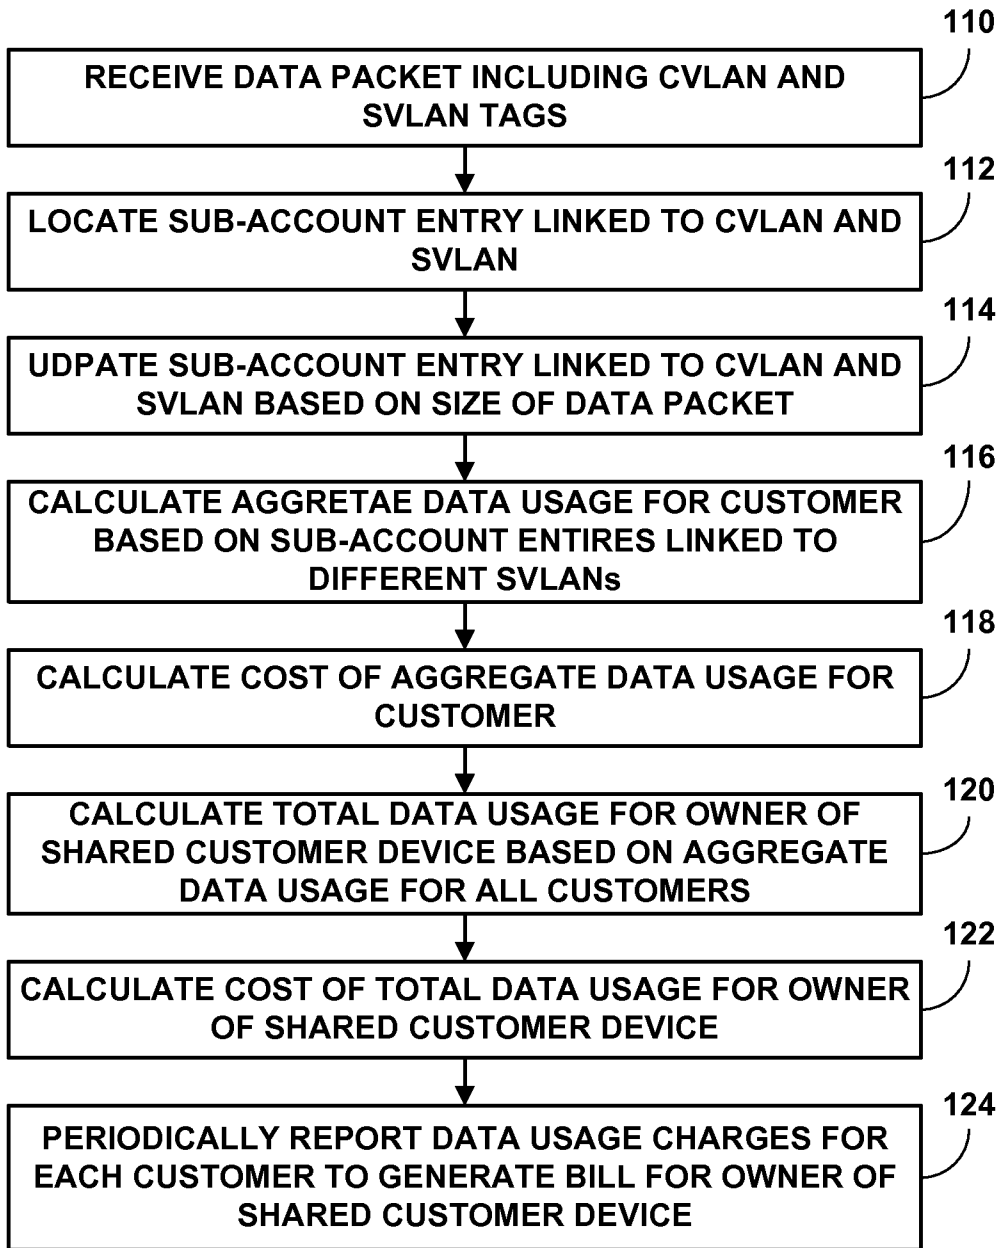 110
RECEIVE DATA PACKET INCLUDING CVLAN AND
SVLAN TAGS
112
LOCATE SUB-ACCOUNT ENTRY LINKED TO CVLAN AND
SVLAN
114
UDPATE SUB-ACCOUNT ENTRY LINKED TO CVLAN AND
SVLAN BASED ON SIZE OF DATA PACKET
116
CALCULATE AGGRETAE DATA USAGE FOR CUSTOMER
BASED ON SUB-ACCOUNT ENTIRES LINKED TO
DIFFERENT SVLANs
118
CALCULATE COST OF AGGREGATE DATA USAGE FOR
CUSTOMER
120
CALCULATE TOTAL DATA USAGE FOR OWNER OF
SHARED CUSTOMER DEVICE BASED ON AGGREGATE
DATA USAGE FOR ALL CUSTOMERS
122
CALCULATE COST OF TOTAL DATA USAGE FOR OWNER
OF SHARED CUSTOMER DEVICE
124
PERIODICALLY REPORT DATA USAGE CHARGES FOR
EACH CUSTOMER TO GENERATE BILL FOR OWNER OF
SHARED CUSTOMER DEVICE